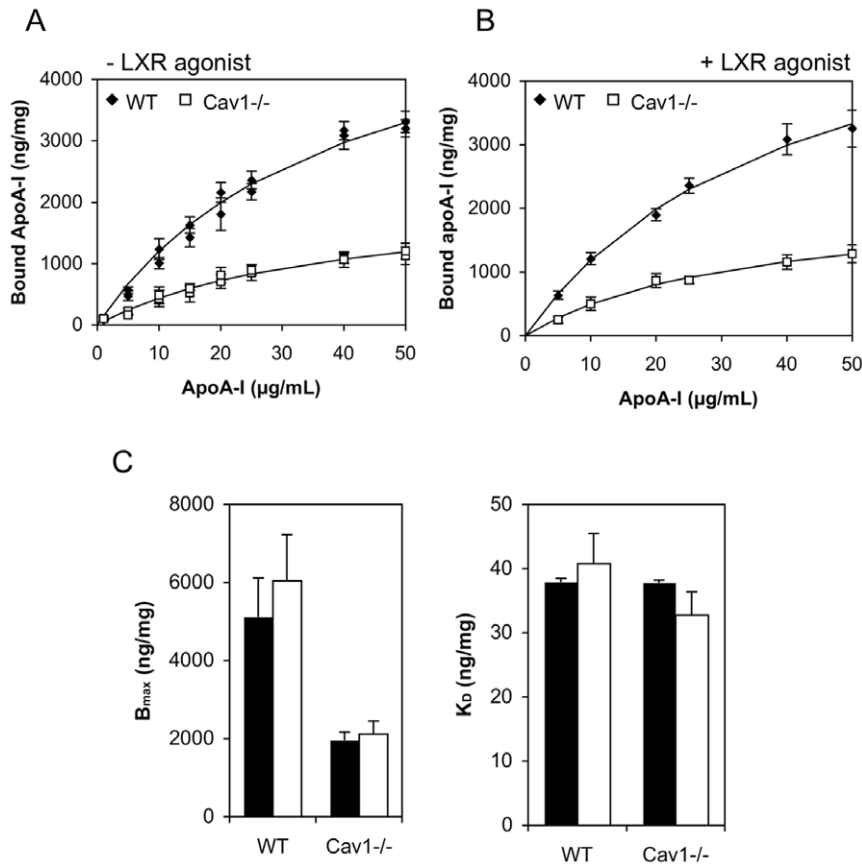 A
- LXR agonist
WT Cav1-/-
4000
3000
2000
1000
0
Bound ApoA-I (ng/mg)
0 10 20 30 40 50
ApoA-I (µg/mL)
B
+ LXR agonist
WT Cav1-/-
4000
3000
2000
1000
0
Bound apoA-I (ng/mg)
0 10 20 30 40 50
ApoA-I (µg/mL)
C
8000
6000
4000
2000
0
Bmax (ng/mg)
WT Cav1-/-
50
40
30
20
10
0
KD (ng/mg)
WT Cav1-/-